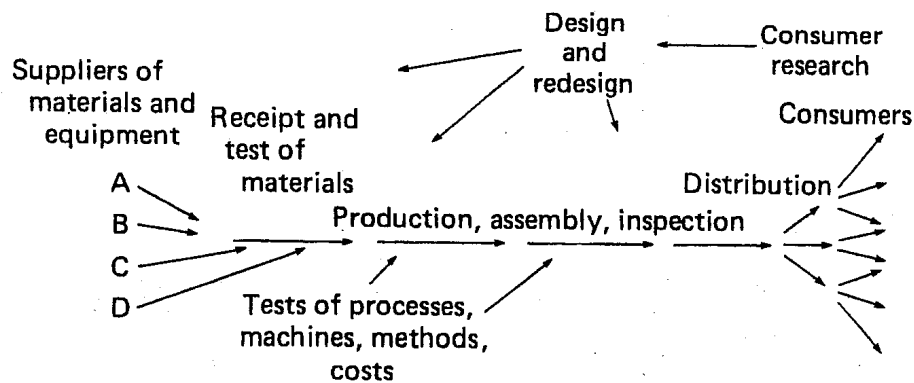 Design
and
redesign
Consumer
research
Suppliers of
materials and
equipment
Receipt and
test of
materials
Consumers
A
B
C
D
Distribution
Production, assembly, inspection
Tests of processes,
machines, methods,
costs